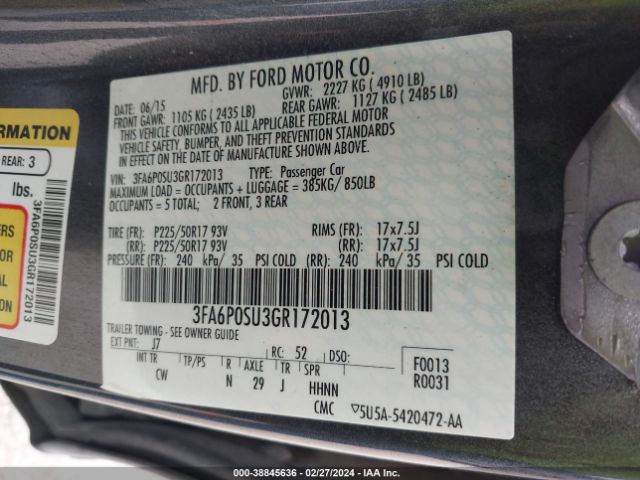 MFD. BY FORD MOTOR CO.
DATE: 06/15 GVWR: 2227 KG ( 4910 LB)
FRONT GAWR: 1105 KG ( 2435 LB) REAR GAWR: 1127 KG ( 2485 LB)
THIS VEHICLE CONFORMS TO ALL APPLICABLE FEDERAL MOTOR
VEHICLE SAFETY, BUMPER, AND THEFT PREVENTION STANDARDS
IN EFFECT ON THE DATE OF MANUFACTURE SHOWN ABOVE.
VIN: 3FA6P0SU3GR172013 TYPE: Passenger Car
MAXIMUM LOAD = OCCUPANTS + LUGGAGE = 385KG/ 850LB
OCCUPANTS = 5 TOTAL; 2 FRONT, 3 REAR
TIRE (FR): P225/50R17 93V RIMS (FR): 17x7.5J
(RR): P225/50R17 93V (RR): 17x7.5J
PRESSURE (FR): 240 kPa/ 35 PSI COLD (RR): 240 kPa/ 35 PSI COLD
3FA6P0SU3GR172013
TRAILER TOWING - SEE OWNER GUIDE
EXT PNT: J7 RC: 52 DSO: F0013
INT TR TP/PS R AXLE TR SPR R0031
CW N 29 J HHNN
CMC 5U5A-5420472-AA
FORMATION
REAR: 3
lbs.
3FA6P0SU3GR172013
000-38845636 - 02/27/2024 - IAA Inc.